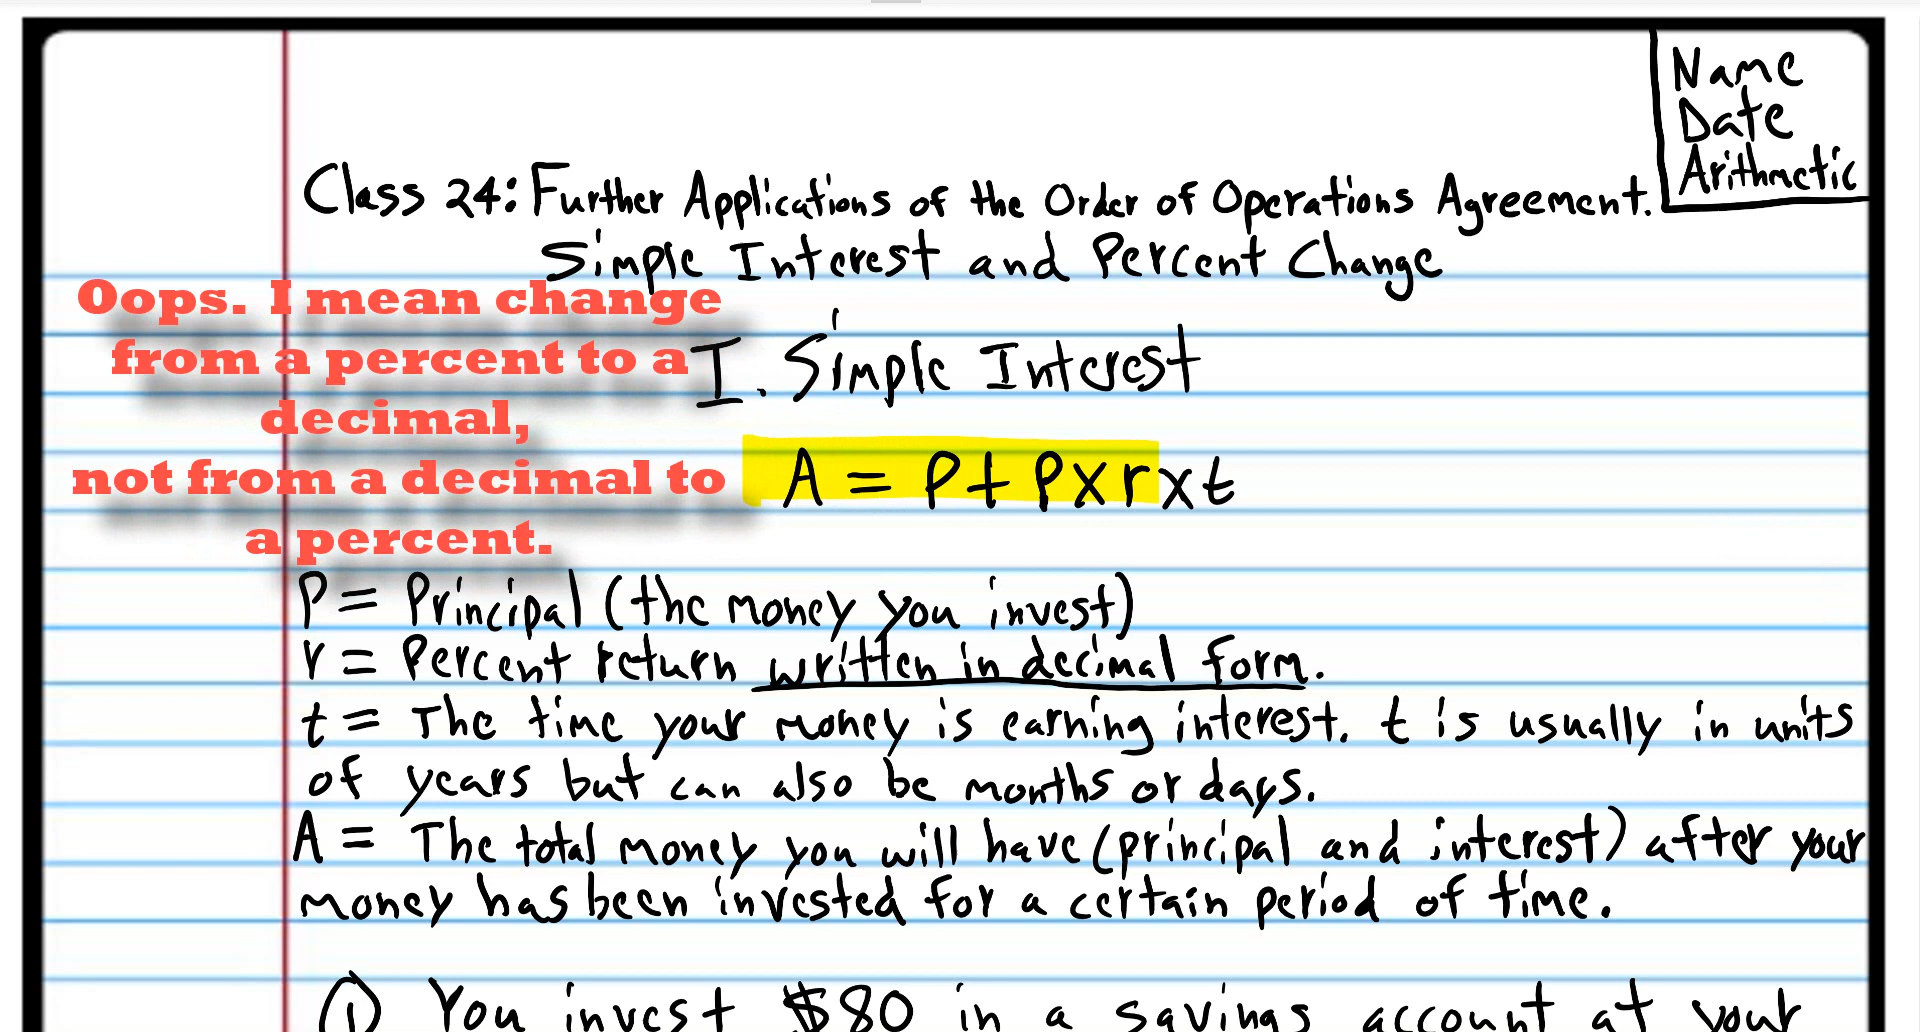 Name
Date
Arithmetic
Class 24: Further Applications of the Order of Operations Agreement.
Simple Interest and Percent Change
Oops. I mean change
from a percent to a
decimal,
not from a decimal to
a percent.
I. Simple Interest
A = P + P x r x t
P = Principal (the money you invest)
r = Percent return written in decimal form.
t = The time your money is earning interest. t is usually in units
of years but can also be months or days.
A = The total money you will have (principal and interest) after your
money has been invested for a certain period of time.
① You invest $80 in a savings account at your